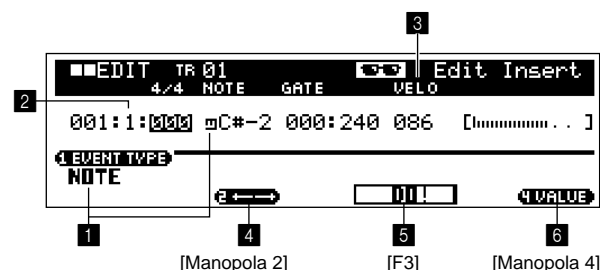 3
EDIT TR 01 Edit Insert
4/4 NOTE GATE VELO
2
001:1:000 C#-2 000:240 086
1 EVENT TYPE
NOTE
2 DO! 4 VALUE
1 4 5 6
[Manopola 2] [F3] [Manopola 4]